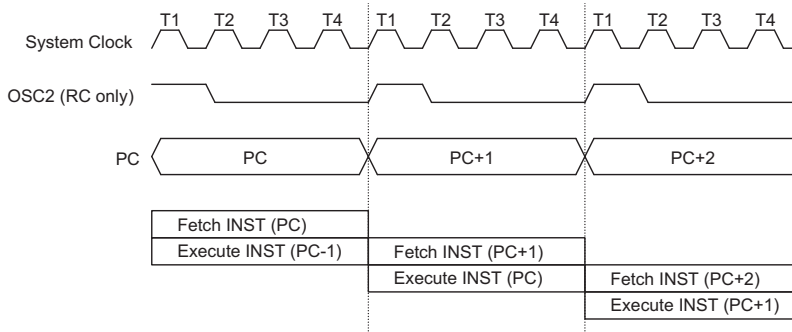 T1 T2 T3 T4 T1 T2 T3 T4 T1 T2 T3 T4
System Clock
OSC2 (RC only)
PC PC PC+1 PC+2
Fetch INST (PC)
Execute INST (PC-1) Fetch INST (PC+1)
Execute INST (PC) Fetch INST (PC+2)
Execute INST (PC+1)